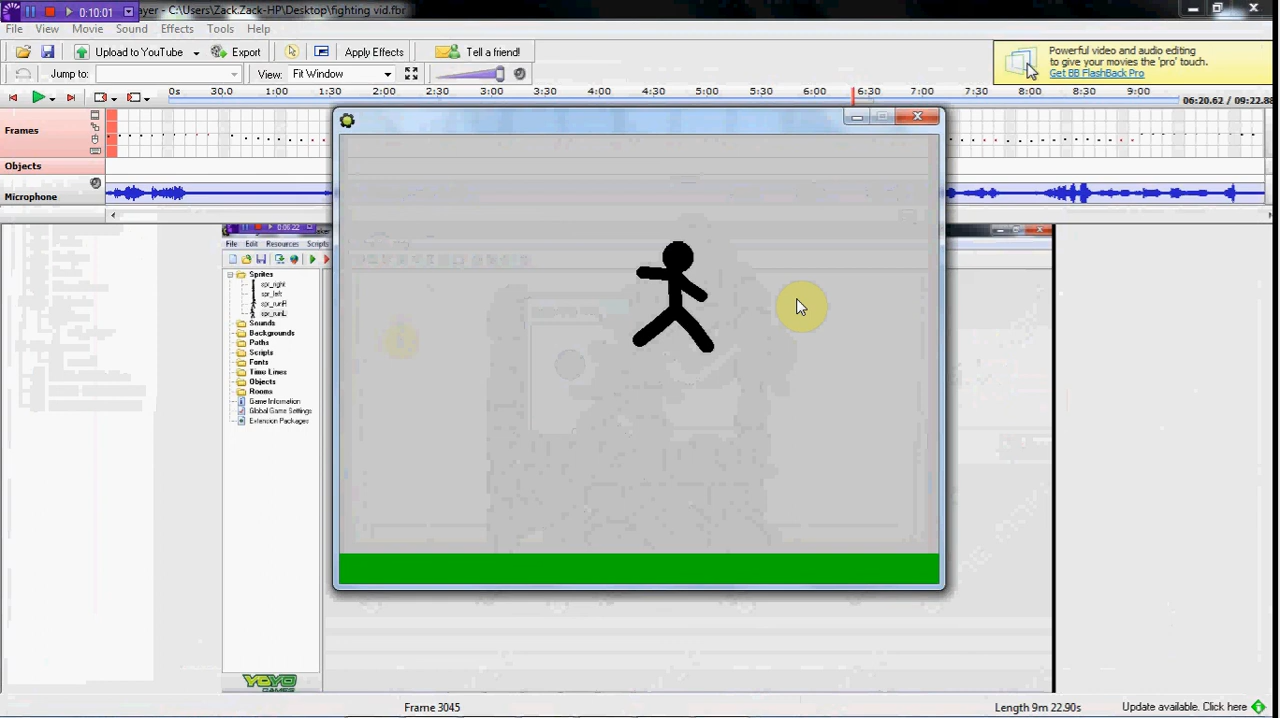 0:10:01
ayer - C:\Users\Zack.Zack-HP\Desktop\fighting vid.fbr
File View Movie Sound Effects Tools Help
Upload to YouTube Export Apply Effects Tell a friend!
Powerful video and audio editing
to give your movies the 'pro' touch.
Get BB FlashBack Pro
Jump to: View: Fit Window
0s 30.0 1:00 1:30 2:00 2:30 3:00 3:30 4:00 4:30 5:00 5:30 6:00 6:30 7:00 7:30 8:00 8:30 9:00
06:20.62 / 09:22.88
Frames
Objects
Microphone
0:06:22
File Edit Resources Scripts
Sprites
spr_right
spr_left
spr_runR
spr_runL
Sounds
Backgrounds
Paths
Scripts
Fonts
Time Lines
Objects
Rooms
Game Information
Global Game Settings
Extension Packages
YOYO
GAMES
Frame 3045 Length 9m 22.90s Update available. Click here